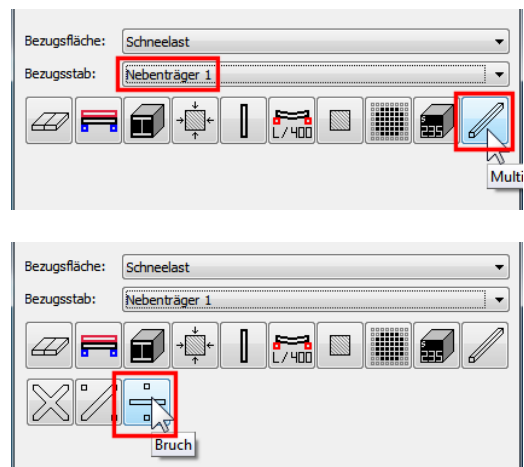 Bezugsfläche: Schneelast
Bezugsstab: Nebenträger 1
L/400
S 235
Multi
Bezugsfläche: Schneelast
Bezugsstab: Nebenträger 1
L/400
S 235
Bruch